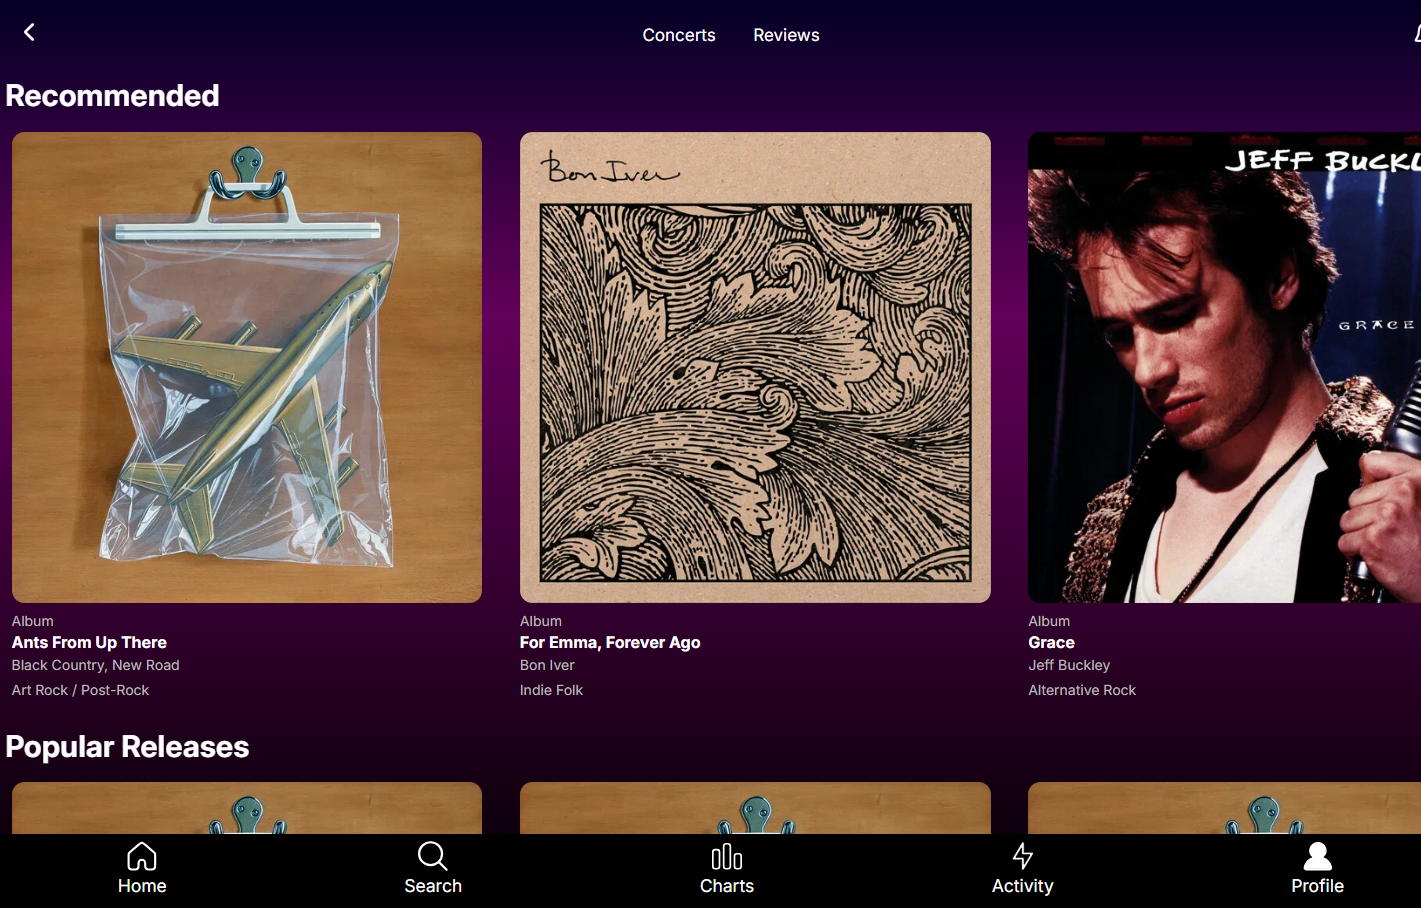 Concerts Reviews
Recommended
Bon Iver
JEFF BUCKL
GRACE
Album
Ants From Up There
Black Country, New Road
Art Rock / Post-Rock
Album
For Emma, Forever Ago
Bon Iver
Indie Folk
Album
Grace
Jeff Buckley
Alternative Rock
Popular Releases
Home Search Charts Activity Profile